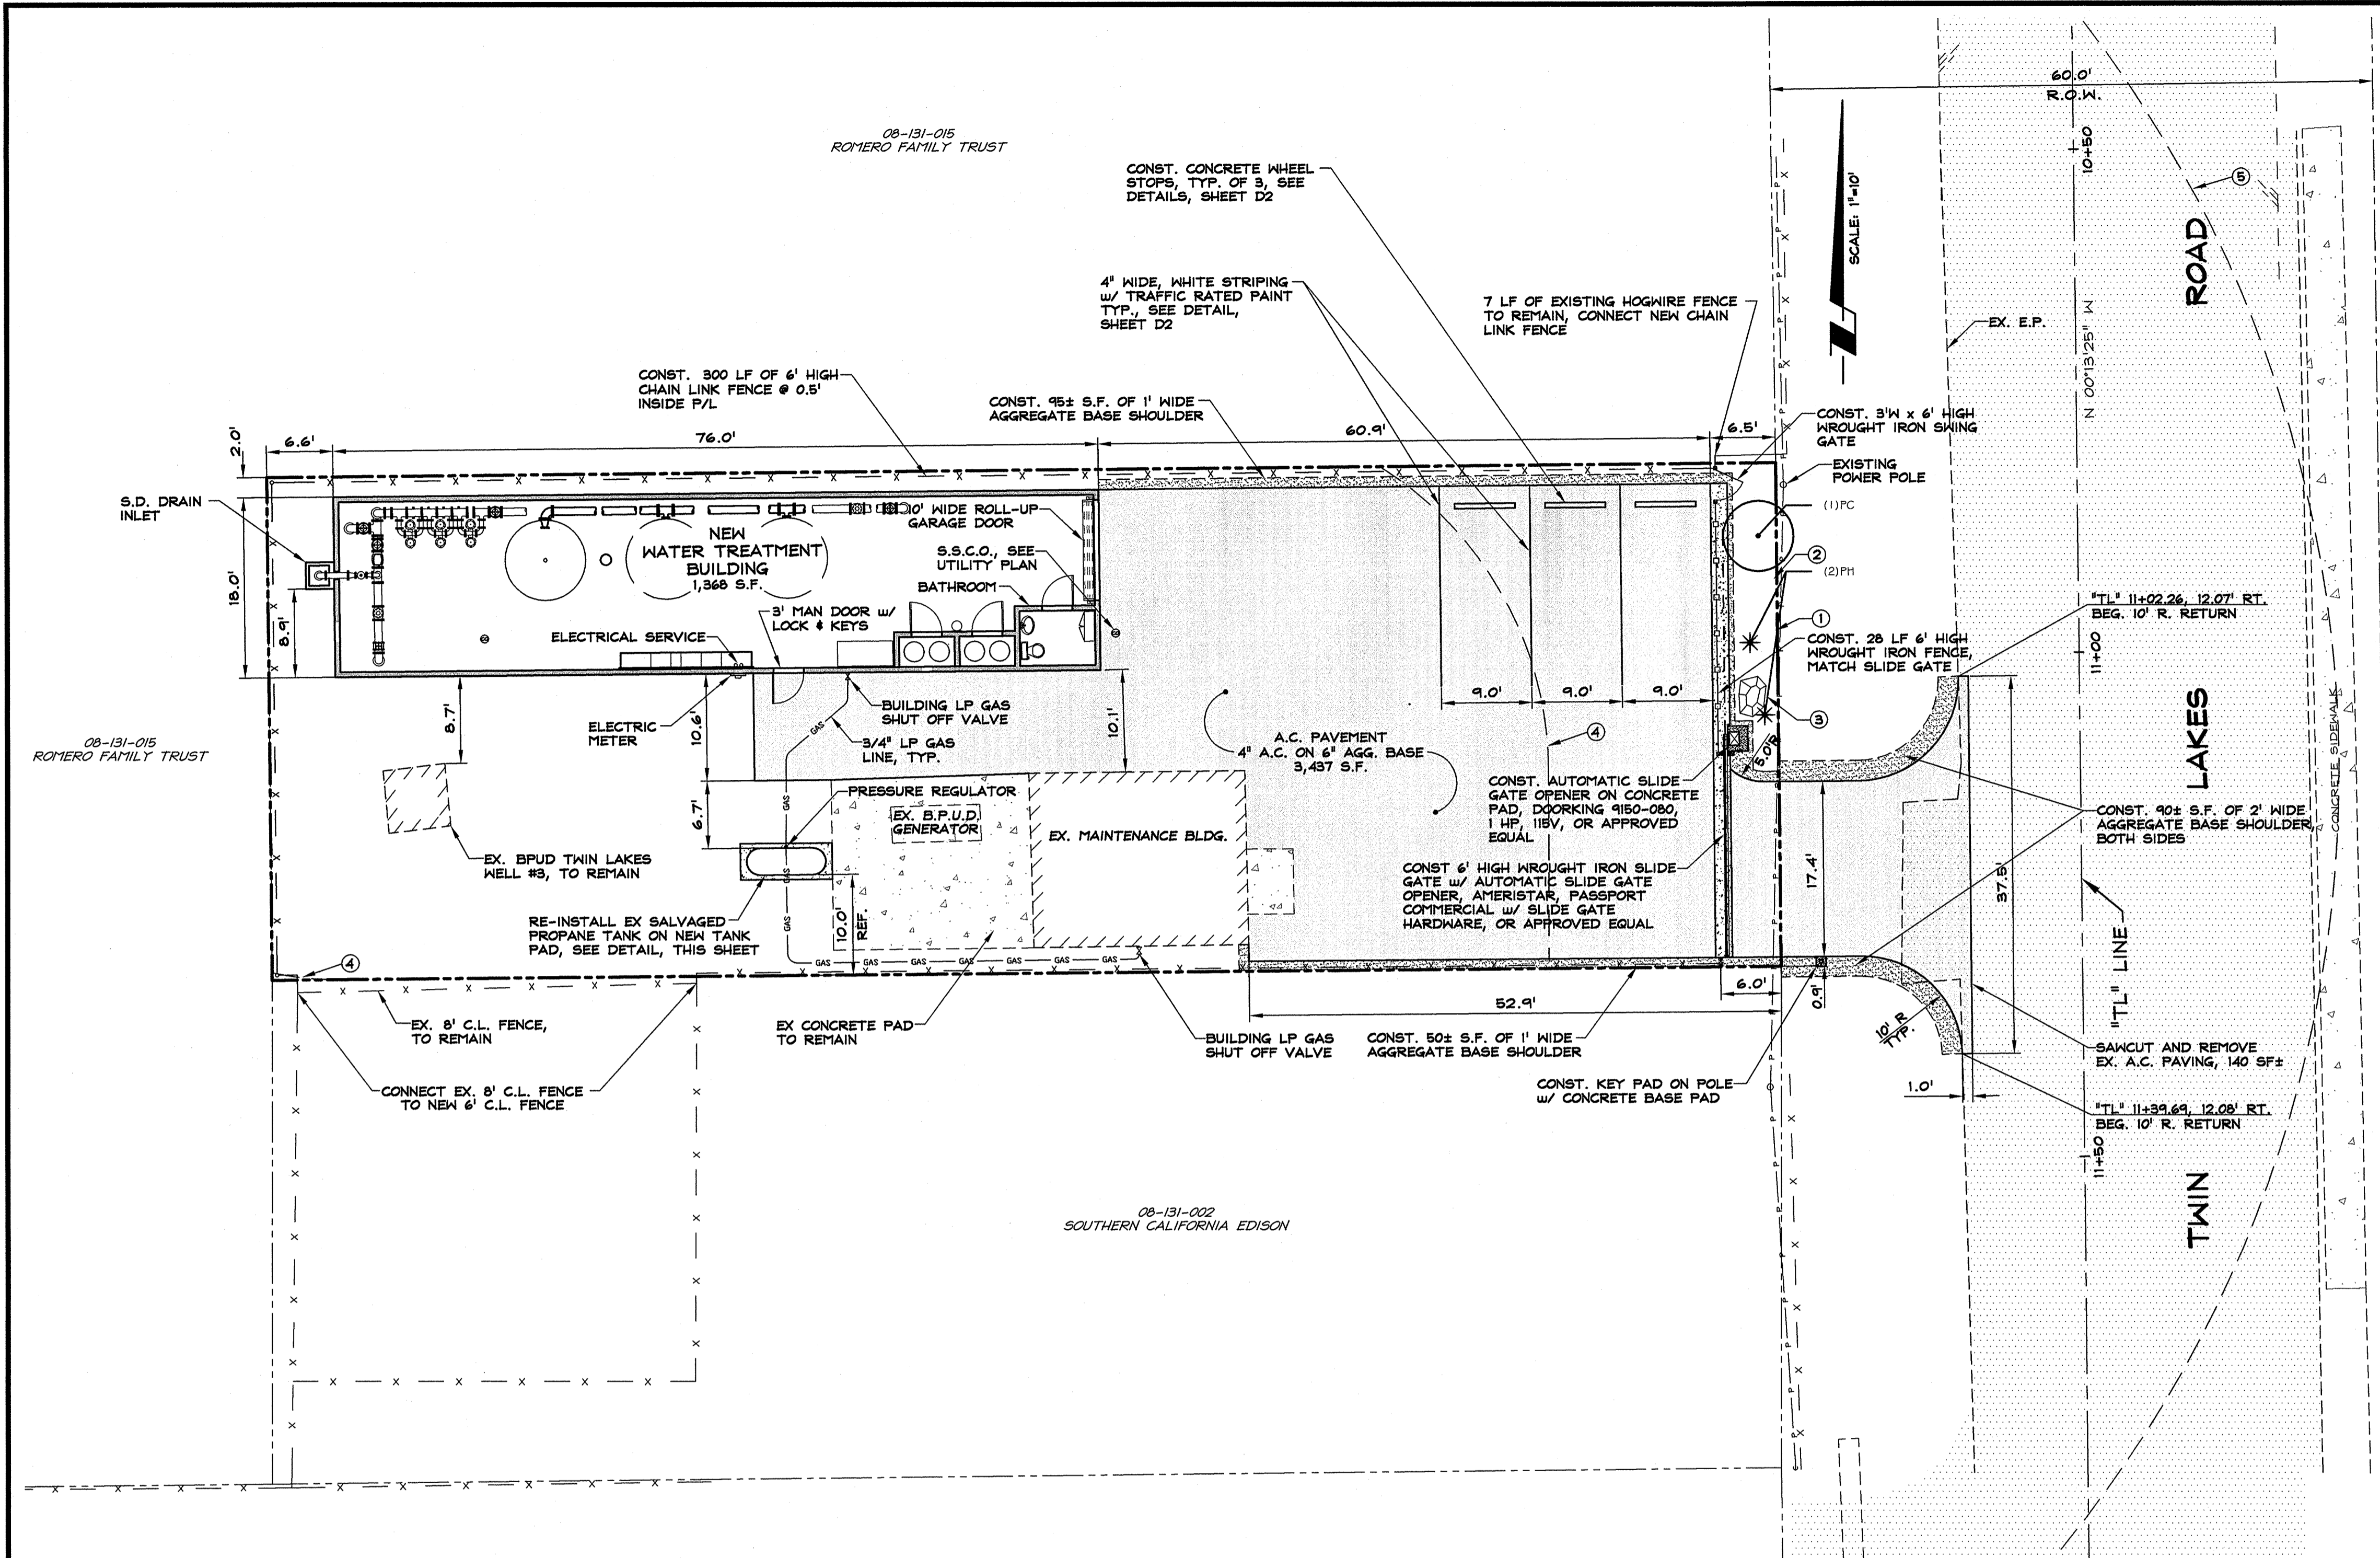 60.0'
R.O.W.
10+50
5
ROAD
SCALE: 1"=10'
08-131-015
ROMERO FAMILY TRUST
CONST. CONCRETE WHEEL
STOPS, TYP. OF 3, SEE
DETAILS, SHEET D2
4" WIDE, WHITE STRIPING
w/ TRAFFIC RATED PAINT
TYP., SEE DETAIL,
SHEET D2
7 LF OF EXISTING HOGWIRE FENCE
TO REMAIN, CONNECT NEW CHAIN
LINK FENCE
EX. E.P.
N 00°13'25" W
CONST. 300 LF OF 6' HIGH
CHAIN LINK FENCE @ 0.5'
INSIDE P/L
CONST. 95± S.F. OF 1' WIDE
AGGREGATE BASE SHOULDER
CONST. 3'W x 6' HIGH
WROUGHT IRON SWING
GATE
2.0'
6.6'
76.0'
60.9'
6.5'
EXISTING
POWER POLE
S.D. DRAIN
INLET
10' WIDE ROLL-UP
GARAGE DOOR
(1)PC
NEW
WATER TREATMENT
BUILDING
1,368 S.F.
S.S.C.O., SEE
UTILITY PLAN
2
(2)PH
BATHROOM
18.0'
8.9'
3' MAN DOOR w/
LOCK & KEYS
ELECTRICAL SERVICE
1
"TL" 11+02.26, 12.07' RT.
BEG. 10' R. RETURN
CONST. 28 LF 6' HIGH
WROUGHT IRON FENCE,
MATCH SLIDE GATE
11+00
9.0'
9.0'
9.0'
8.7'
ELECTRIC
METER
10.6'
BUILDING LP GAS
SHUT OFF VALVE
10.1'
3
GAS
3/4" LP GAS
LINE, TYP.
A.C. PAVEMENT
4" A.C. ON 6" AGG. BASE
3,437 S.F.
4
5.0'R
LAKES
08-131-015
ROMERO FAMILY TRUST
CONST. AUTOMATIC SLIDE
GATE OPENER ON CONCRETE
PAD, DOORKING 9150-080,
1 HP, 115V, OR APPROVED
EQUAL
CONCRETE SIDEWALK
GAS
PRESSURE REGULATOR
6.7'
EX. B.P.U.D.
GENERATOR
EX. MAINTENANCE BLDG.
CONST. 90± S.F. OF 2' WIDE
AGGREGATE BASE SHOULDER,
BOTH SIDES
17.4'
37.5'
EX. BPUD TWIN LAKES
WELL #3, TO REMAIN
GAS
CONST 6' HIGH WROUGHT IRON SLIDE
GATE w/ AUTOMATIC SLIDE GATE
OPENER, AMERISTAR, PASSPORT
COMMERCIAL w/ SLIDE GATE
HARDWARE, OR APPROVED EQUAL
RE-INSTALL EX SALVAGED
PROPANE TANK ON NEW TANK
PAD, SEE DETAIL, THIS SHEET
GAS
10.0'
REF.
"TL" LINE
4
GAS GAS GAS GAS GAS GAS GAS
6.0'
0.9'
52.9'
EX. 8' C.L. FENCE,
TO REMAIN
EX CONCRETE PAD
TO REMAIN
BUILDING LP GAS
SHUT OFF VALVE
CONST. 50± S.F. OF 1' WIDE
AGGREGATE BASE SHOULDER
10' R
TYP.
SAWCUT AND REMOVE
EX. A.C. PAVING, 140 SF±
CONNECT EX. 8' C.L. FENCE
TO NEW 6' C.L. FENCE
CONST. KEY PAD ON POLE
w/ CONCRETE BASE PAD
1.0'
"TL" 11+39.69, 12.08' RT.
BEG. 10' R. RETURN
11+50
TWIN
08-131-002
SOUTHERN CALIFORNIA EDISON